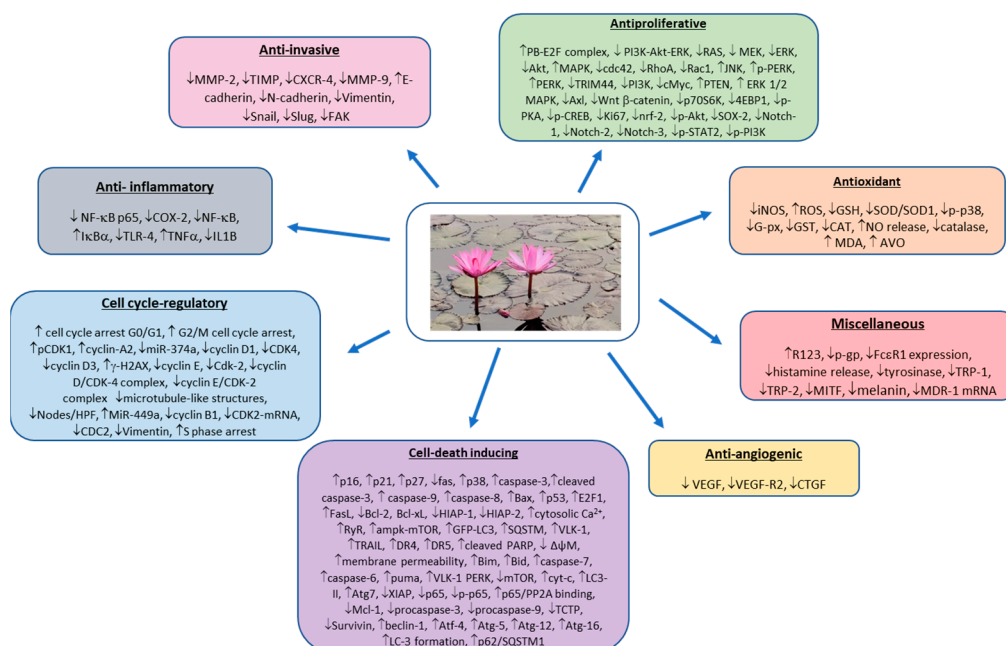 Anti-invasive
↓MMP-2, ↓TIMP, ↓CXCR-4, ↓MMP-9, ↑E-
cadherin, ↓N-cadherin, ↓Vimentin,
↓Snail, ↓Slug, ↓FAK
Antiproliferative
↑PB-E2F complex, ↓ PI3K-Akt-ERK, ↓RAS, ↓ MEK, ↓ERK,
↓Akt, ↑MAPK, ↓cdc42, ↓RhoA, ↓Rac1, ↑JNK, ↑p-PERK,
↑PERK, ↓TRIM44, ↓PI3K, ↓cMyc, ↑PTEN, ↑ ERK 1/2
MAPK, ↓Axl, ↓Wnt β-catenin, ↓p70S6K, ↓4EBP1, ↓p-
PKA, ↓p-CREB, ↓Ki67, ↓nrf-2, ↓p-Akt, ↓SOX-2, ↓Notch-
1, ↓Notch-2, ↓Notch-3, ↓p-STAT2, ↓p-PI3K
Anti- inflammatory
↓ NF-κB p65, ↓COX-2, ↓NF-κB,
↑IκBα, ↓TLR-4, ↑TNFα, ↓IL1B
Antioxidant
↓iNOS, ↑ROS, ↓GSH, ↓SOD/SOD1, ↓p-p38,
↓G-px, ↓GST, ↓CAT, ↑NO release, ↓catalase,
↑ MDA, ↑ AVO
Cell cycle-regulatory
↑ cell cycle arrest G0/G1, ↑ G2/M cell cycle arrest,
↑pCDK1, ↑cyclin-A2, ↓miR-374a, ↓cyclin D1, ↓CDK4,
↓cyclin D3, ↑γ-H2AX, ↓cyclin E, ↓Cdk-2, ↓cyclin
D/CDK-4 complex, ↓cyclin E/CDK-2
complex ↓microtubule-like structures,
↓Nodes/HPF, ↑MiR-449a, ↓cyclin B1, ↓CDK2-mRNA,
↓CDC2, ↓Vimentin, ↑S phase arrest
Miscellaneous
↑R123, ↓p-gp, ↓FcεR1 expression,
↓histamine release, ↓tyrosinase, ↓TRP-1,
↓TRP-2, ↓MITF, ↓melanin, ↓MDR-1 mRNA
Cell-death inducing
↑p16, ↑p21, ↑p27, ↓fas, ↑p38, ↑caspase-3,↑cleaved
caspase-3, ↑ caspase-9, ↑caspase-8, ↑Bax, ↑p53, ↑E2F1,
↑FasL, ↓Bcl-2, Bcl-xL, ↓HIAP-1, ↓HIAP-2, ↑cytosolic Ca²⁺,
↑RyR, ↑ampk-mTOR, ↑GFP-LC3, ↑SQSTM, ↑VLK-1,
↑TRAIL, ↑DR4, ↑DR5, ↑cleaved PARP, ↓ ΔψM,
↑membrane permeability, ↑Bim, ↑Bid, ↑caspase-7,
↑caspase-6, ↑puma, ↑VLK-1 PERK, ↓mTOR, ↑cyt-c, ↑LC3-
II, ↑Atg7, ↓XIAP, ↓p65, ↓p-p65, ↑p65/PP2A binding,
↓Mcl-1, ↓procaspase-3, ↓procaspase-9, ↓TCTP,
↓Survivin, ↑beclin-1, ↑Atf-4, ↑Atg-5, ↑Atg-12, ↑Atg-16,
↑LC-3 formation, ↑p62/SQSTM1
Anti-angiogenic
↓ VEGF, ↓VEGF-R2, ↓CTGF